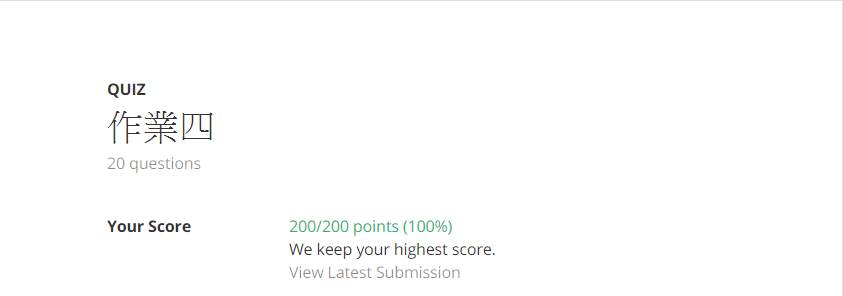 QUIZ
作業四
20 questions
Your Score
200/200 points (100%)
We keep your highest score.
View Latest Submission